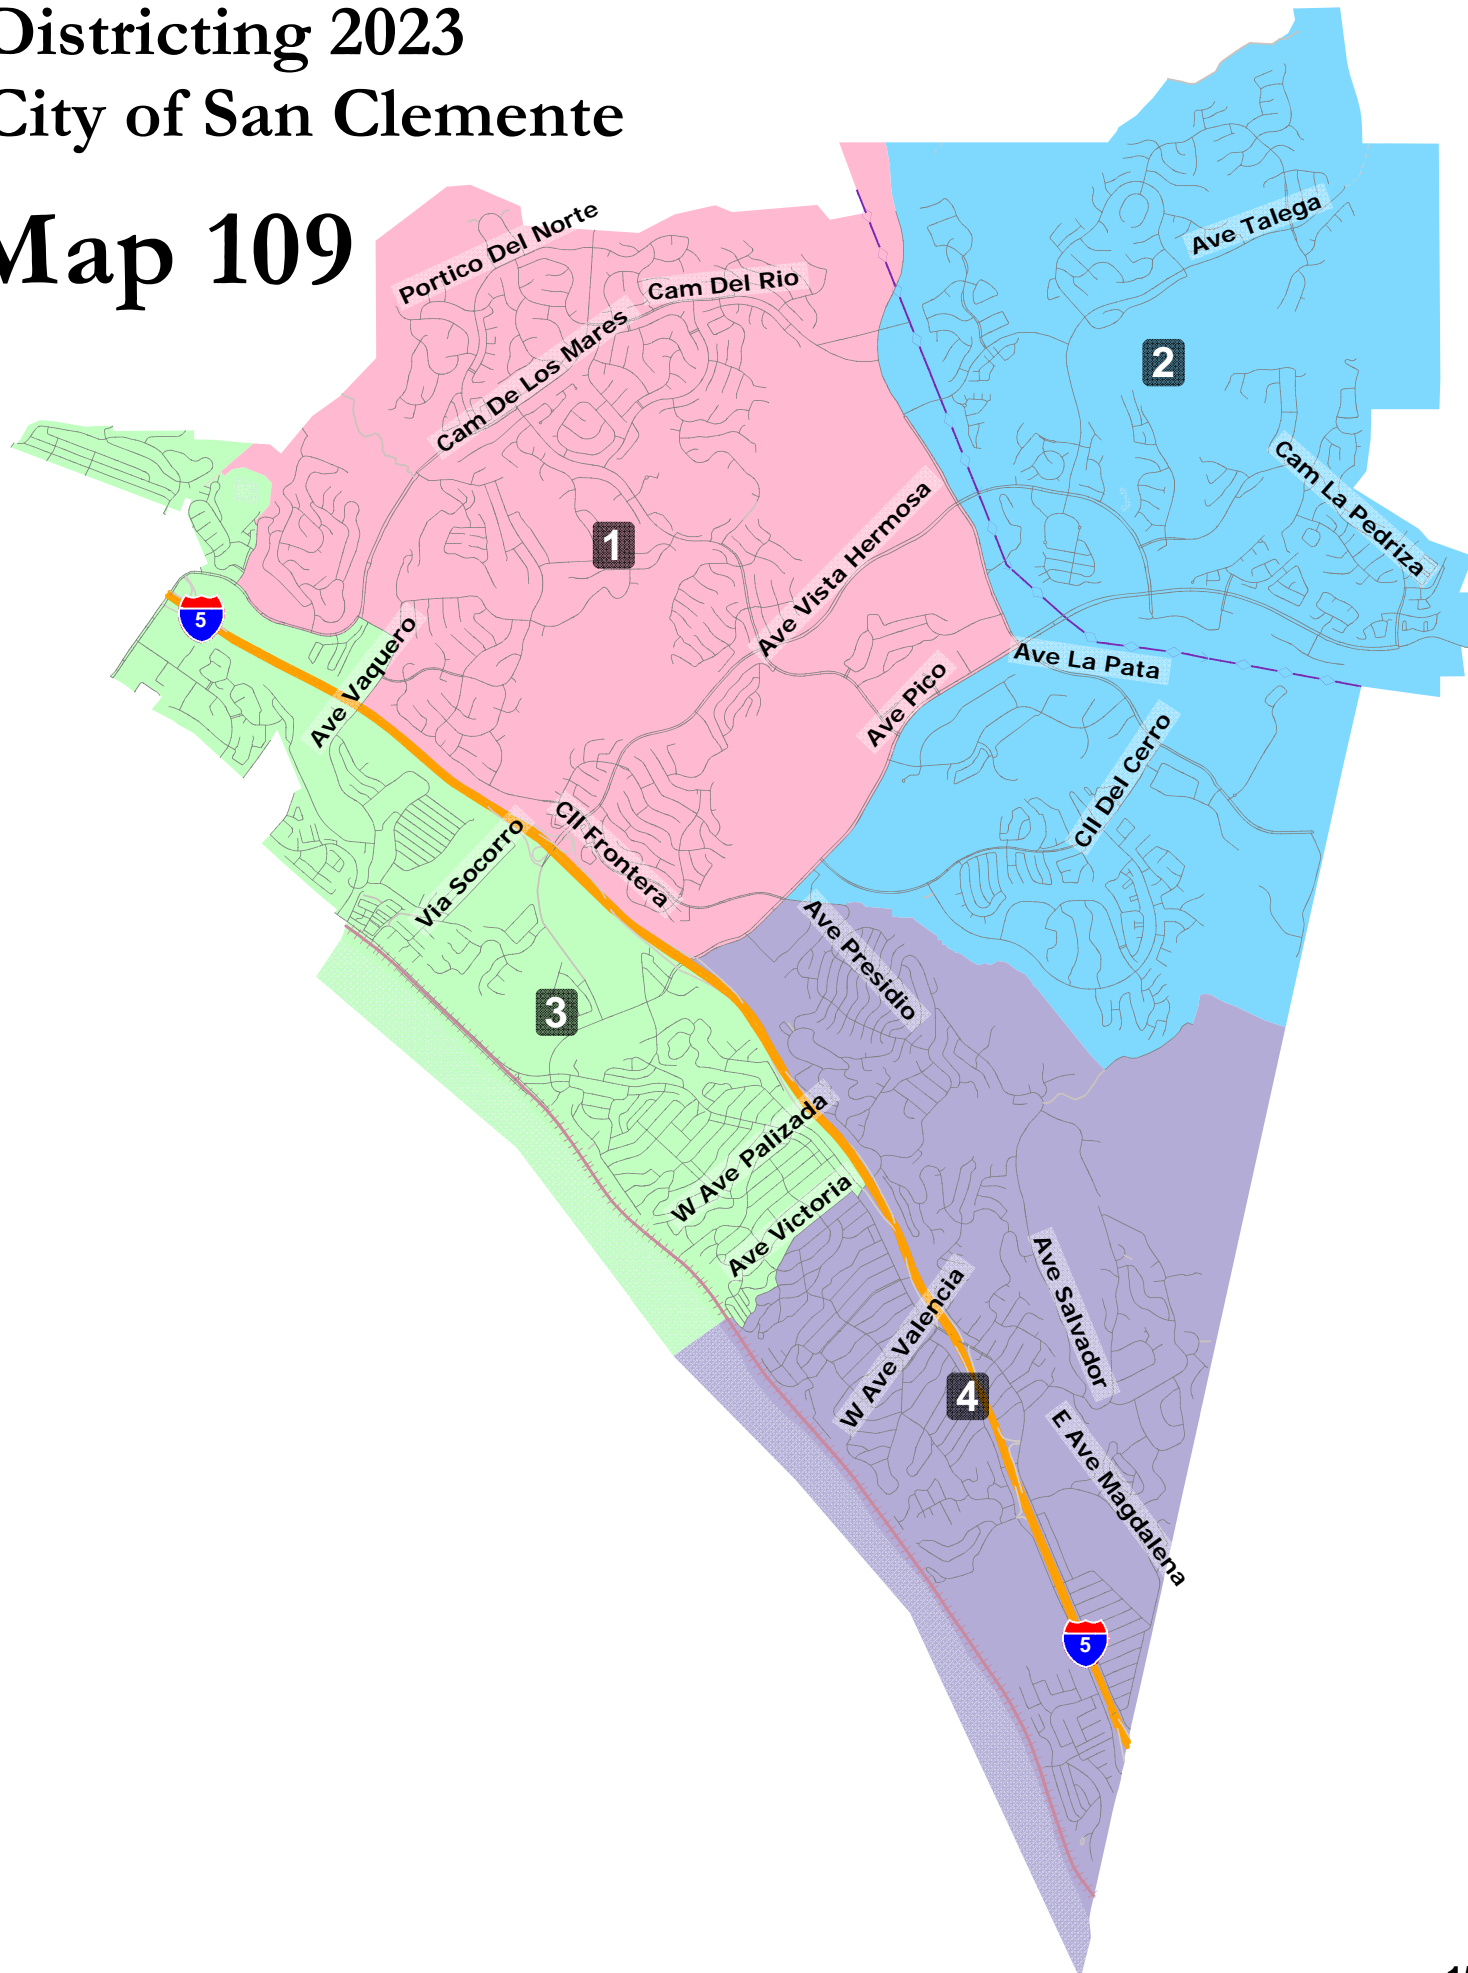 Districting 2023
City of San Clemente
Map 109
Portico Del Norte
Cam Del Rio
Cam De Los Mares
Ave Talega
2
Cam La Pedriza
1
Ave Vista Hermosa
5
Ave Vaquero
Ave La Pata
Ave Pico
Cll Del Cerro
Cll Frontera
Via Socorro
Ave Presidio
3
W Ave Palizada
Ave Victoria
Ave Salvador
W Ave Valencia
4
E Ave Magdalena
5